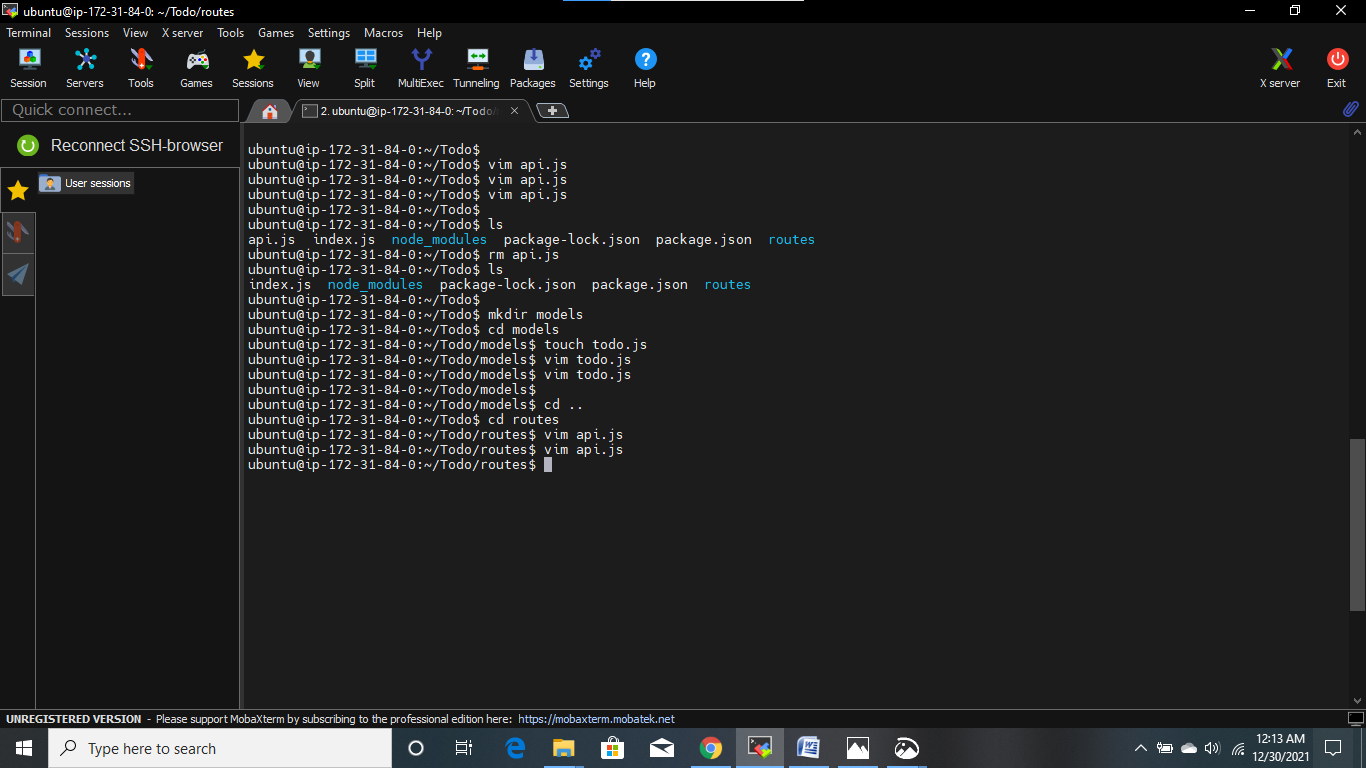 ubuntu@ip-172-31-84-0: ~/Todo/routes
Terminal Sessions View X server Tools Games Settings Macros Help
Session Servers Tools Games Sessions View Split MultiExec Tunneling Packages Settings Help X server Exit
Quick connect...
2. ubuntu@ip-172-31-84-0: ~/Todo/
Reconnect SSH-browser
User sessions
ubuntu@ip-172-31-84-0:~/Todo$
ubuntu@ip-172-31-84-0:~/Todo$ vim api.js
ubuntu@ip-172-31-84-0:~/Todo$ vim api.js
ubuntu@ip-172-31-84-0:~/Todo$ vim api.js
ubuntu@ip-172-31-84-0:~/Todo$
ubuntu@ip-172-31-84-0:~/Todo$ ls
api.js  index.js  node_modules  package-lock.json  package.json  routes
ubuntu@ip-172-31-84-0:~/Todo$ rm api.js
ubuntu@ip-172-31-84-0:~/Todo$ ls
index.js  node_modules  package-lock.json  package.json  routes
ubuntu@ip-172-31-84-0:~/Todo$
ubuntu@ip-172-31-84-0:~/Todo$ mkdir models
ubuntu@ip-172-31-84-0:~/Todo$ cd models
ubuntu@ip-172-31-84-0:~/Todo/models$ touch todo.js
ubuntu@ip-172-31-84-0:~/Todo/models$ vim todo.js
ubuntu@ip-172-31-84-0:~/Todo/models$ vim todo.js
ubuntu@ip-172-31-84-0:~/Todo/models$
ubuntu@ip-172-31-84-0:~/Todo/models$ cd ..
ubuntu@ip-172-31-84-0:~/Todo$ cd routes
ubuntu@ip-172-31-84-0:~/Todo/routes$ vim api.js
ubuntu@ip-172-31-84-0:~/Todo/routes$ vim api.js
ubuntu@ip-172-31-84-0:~/Todo/routes$
UNREGISTERED VERSION - Please support MobaXterm by subscribing to the professional edition here: https://mobaxterm.mobatek.net
Type here to search
12:13 AM
12/30/2021